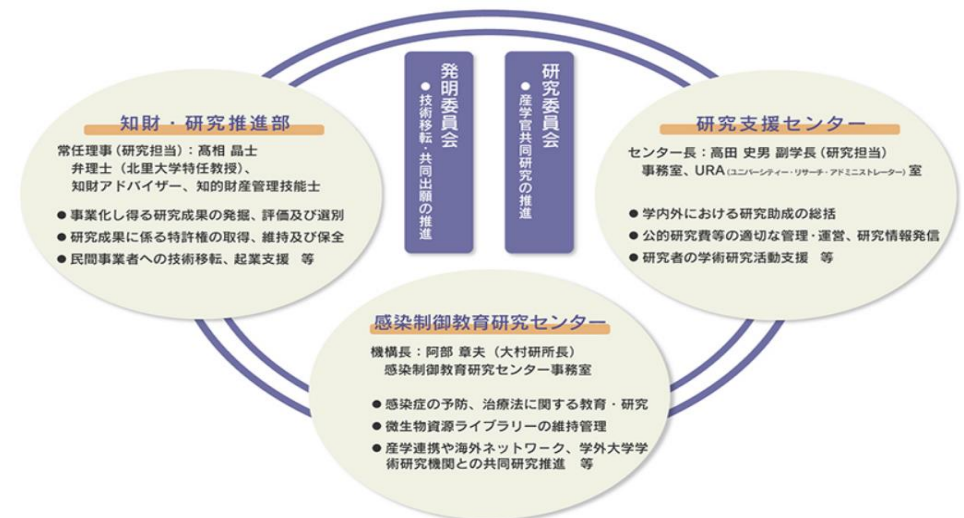 発明委員会
●技術移転・共同出願の推進
研究委員会
●産学官共同研究の推進
知財・研究推進部
常任理事(研究担当):髙相 晶士
弁理士(北里大学特任教授)、
知財アドバイザー、知的財産管理技能士
●事業化し得る研究成果の発掘、評価及び選別
●研究成果に係る特許権の取得、維持及び保全
●民間事業者への技術移転、起業支援 等
研究支援センター
センター長:髙田 史男 副学長(研究担当)
事務室、URA(ユニバーシティー・リサーチ・アドミニストレーター)室
●学内外における研究助成の総括
●公的研究費等の適切な管理・運営、研究情報発信
●研究者の学術研究活動支援 等
感染制御教育研究センター
機構長:阿部 章夫(大村研所長)
感染制御教育研究センター事務室
●感染症の予防、治療法に関する教育・研究
●微生物資源ライブラリーの維持管理
●産学連携や海外ネットワーク、学外大学学
術研究機関との共同研究推進 等